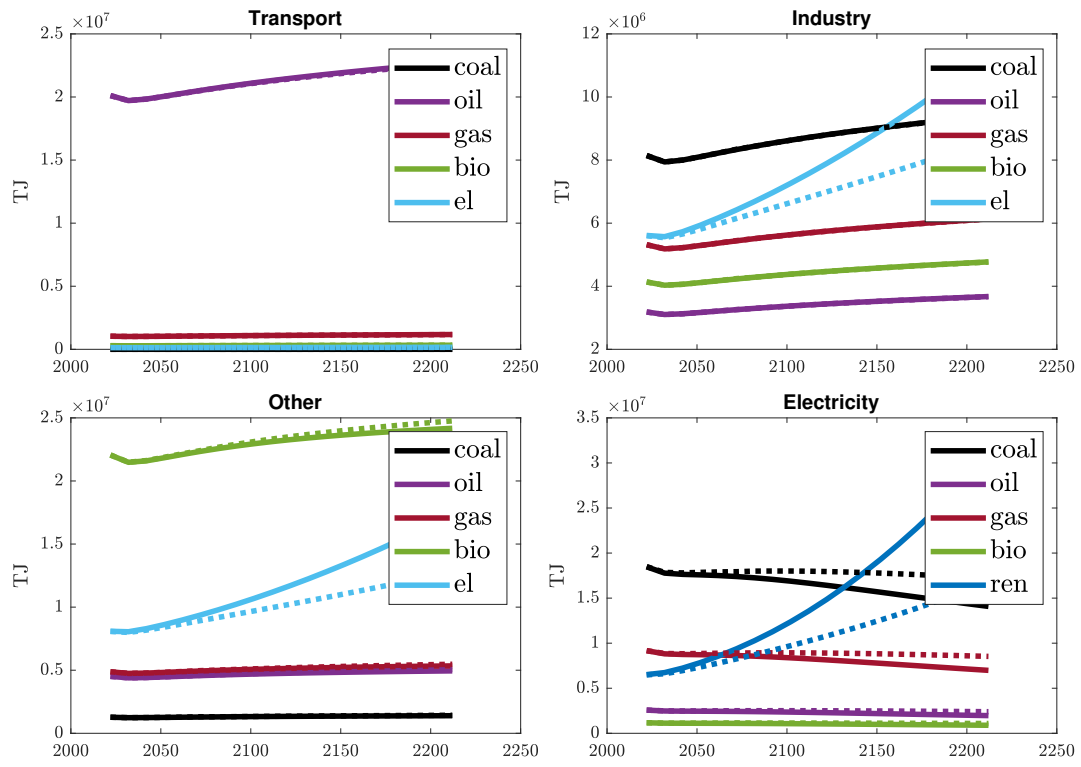 Transport
×10^7
TJ
2.5
2
1.5
1
0.5
0
2000 2050 2100 2150 2200 2250
coal
oil
gas
bio
el
Industry
×10^6
TJ
12
10
8
6
4
2
2000 2050 2100 2150 2200 2250
coal
oil
gas
bio
el
Other
×10^7
TJ
2.5
2
1.5
1
0.5
0
2000 2050 2100 2150 2200 2250
coal
oil
gas
bio
el
Electricity
×10^7
TJ
3.5
3
2.5
2
1.5
1
0.5
0
2000 2050 2100 2150 2200 2250
coal
oil
gas
bio
ren